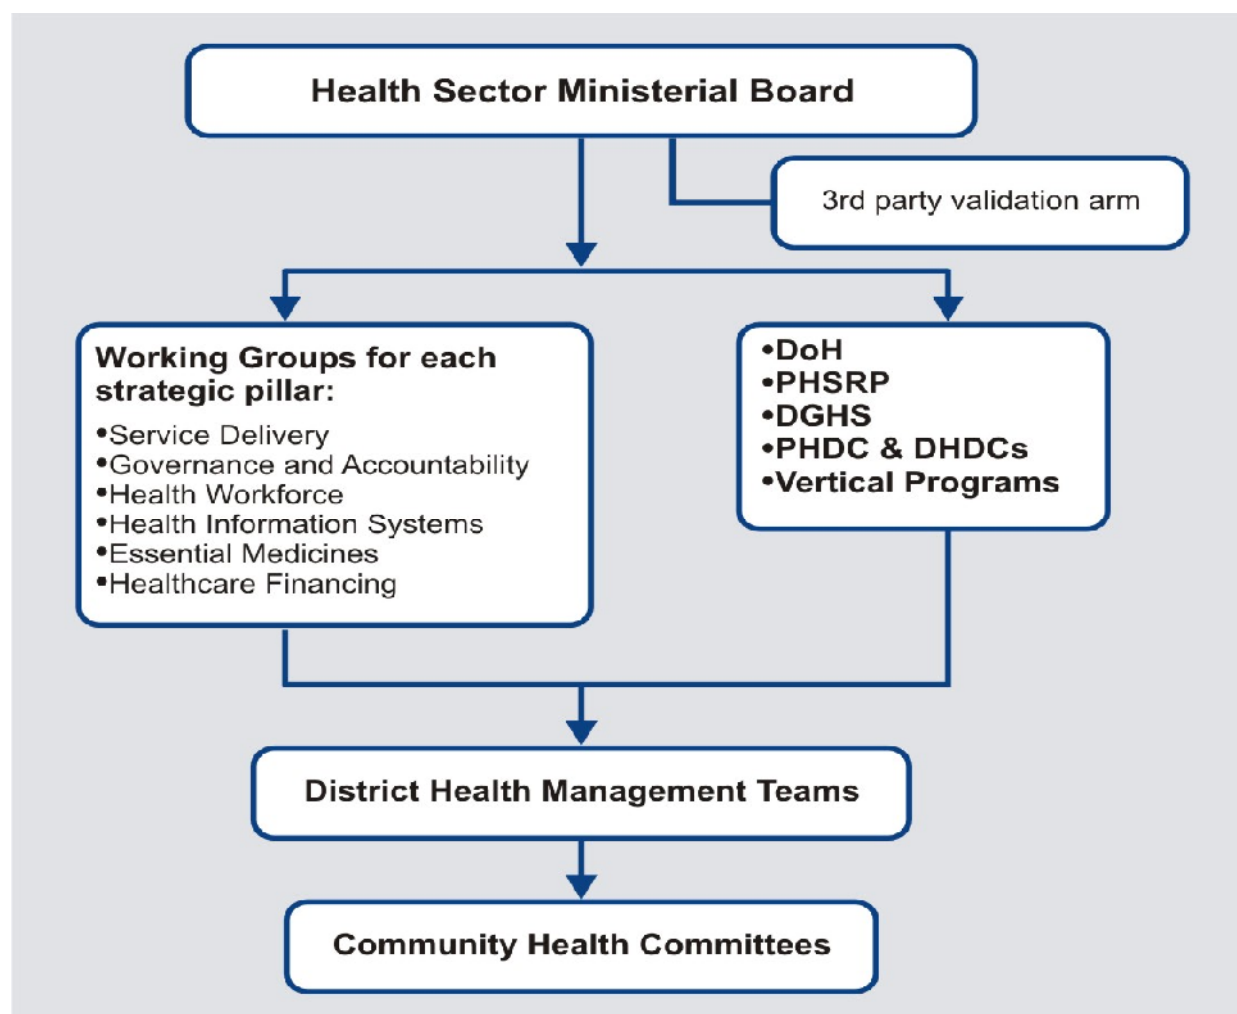 Health Sector Ministerial Board
3rd party validation arm
Working Groups for each
strategic pillar:
•Service Delivery
•Governance and Accountability
•Health Workforce
•Health Information Systems
•Essential Medicines
•Healthcare Financing
•DoH
•PHSRP
•DGHS
•PHDC & DHDCs
•Vertical Programs
District Health Management Teams
Community Health Committees